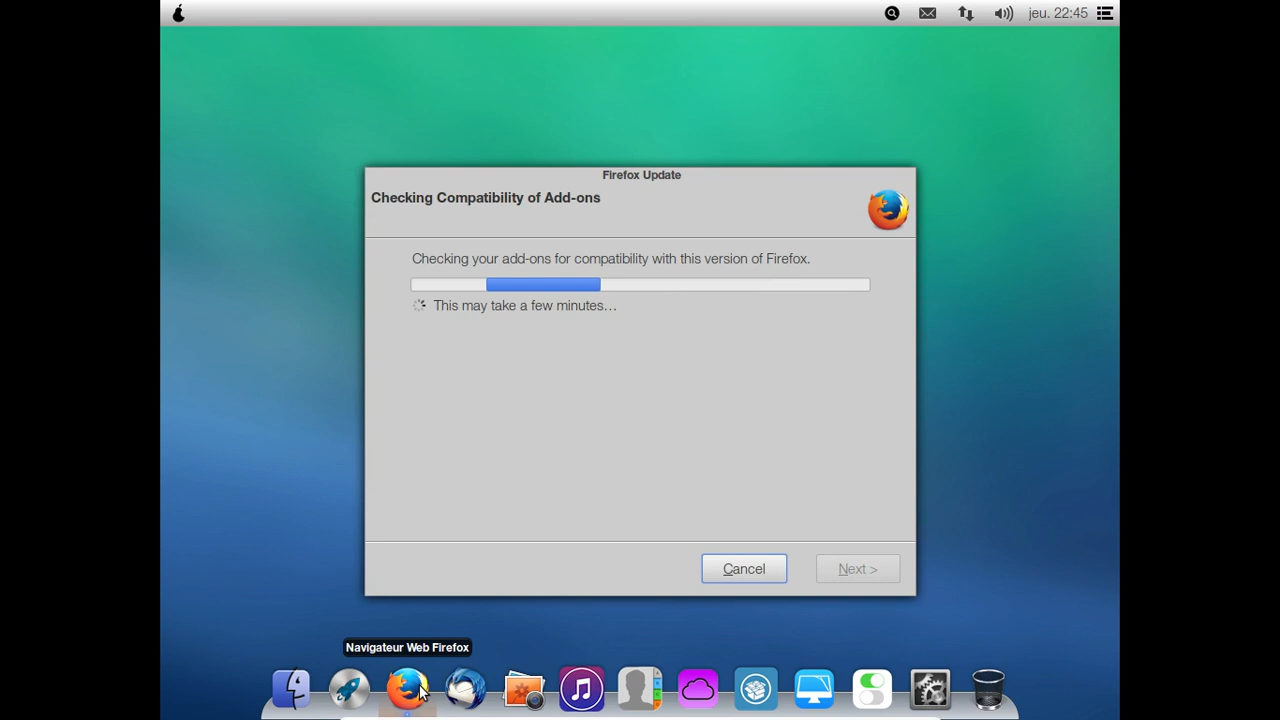 jeu. 22:45
Firefox Update
Checking Compatibility of Add-ons
Checking your add-ons for compatibility with this version of Firefox.
This may take a few minutes…
Cancel
Next >
Navigateur Web Firefox